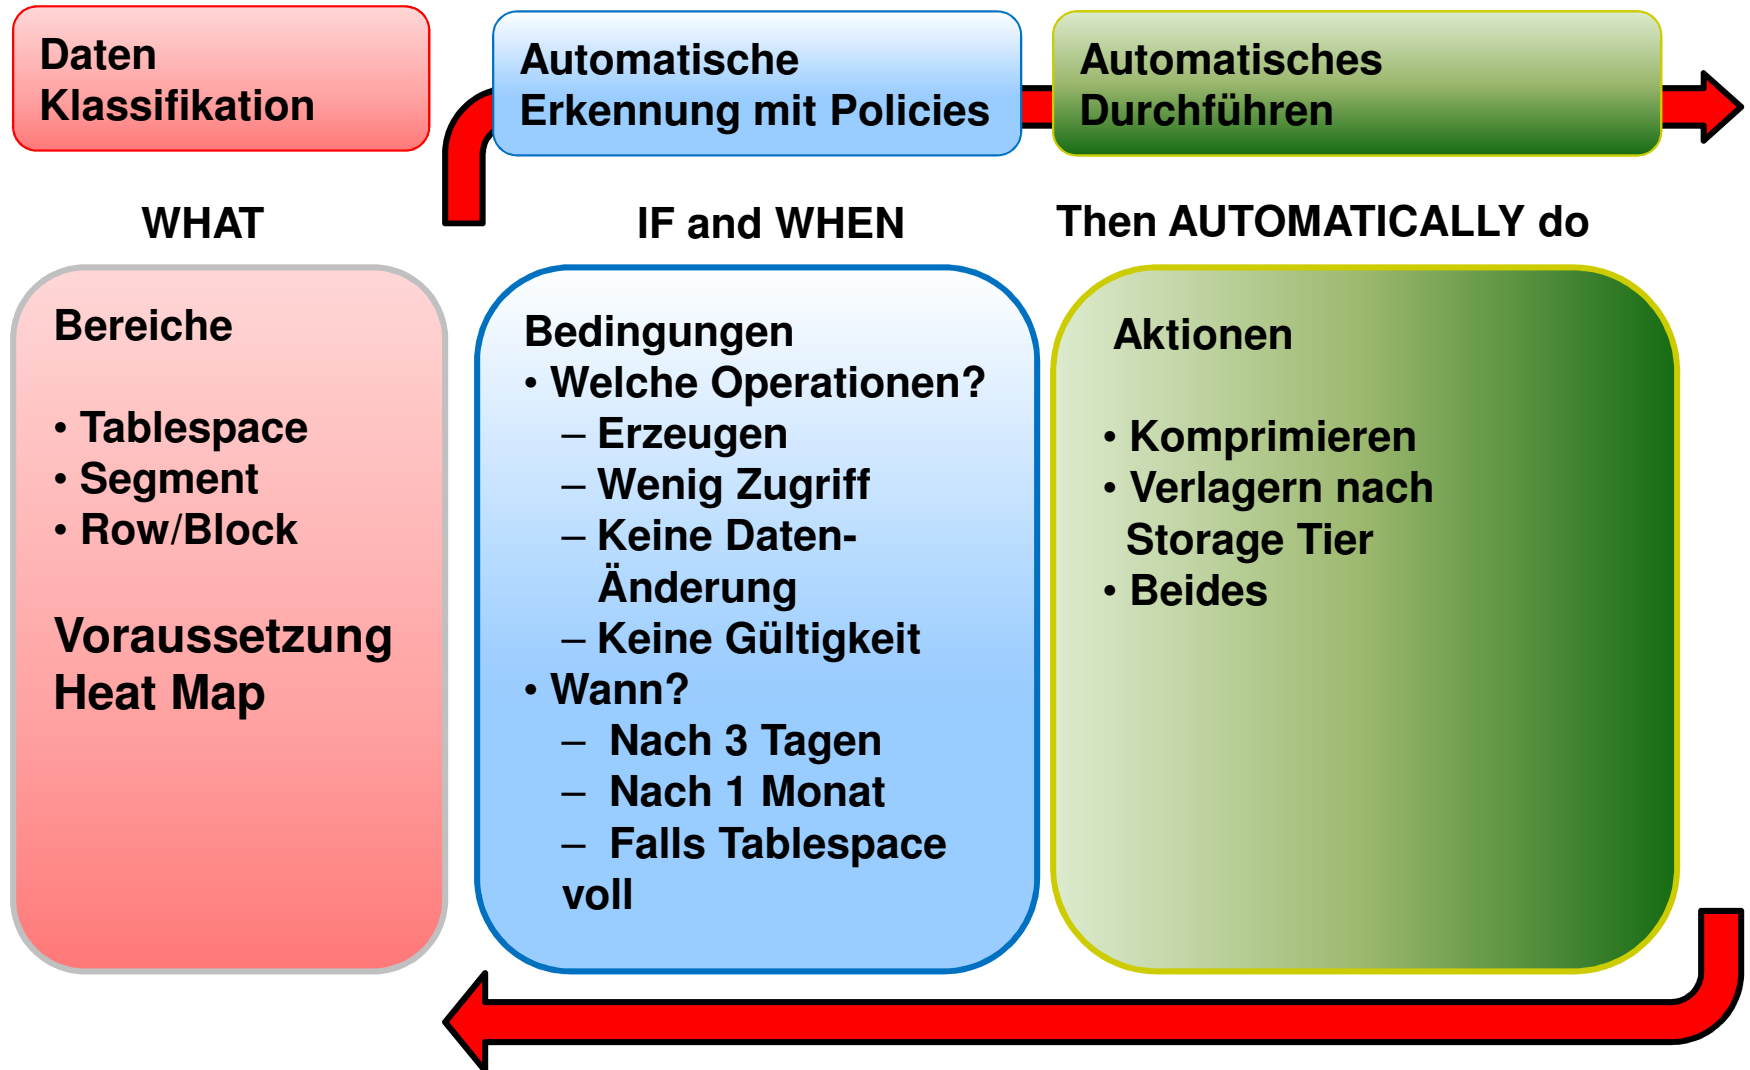 Daten
Klassifikation
Automatische
Erkennung mit Policies
Automatisches
Durchführen
WHAT
IF and WHEN
Then AUTOMATICALLY do
Bereiche
• Tablespace
• Segment
• Row/Block
Voraussetzung
Heat Map
Bedingungen
• Welche Operationen?
– Erzeugen
– Wenig Zugriff
– Keine Daten-
Änderung
– Keine Gültigkeit
• Wann?
– Nach 3 Tagen
– Nach 1 Monat
– Falls Tablespace
voll
Aktionen
• Komprimieren
• Verlagern nach
Storage Tier
• Beides